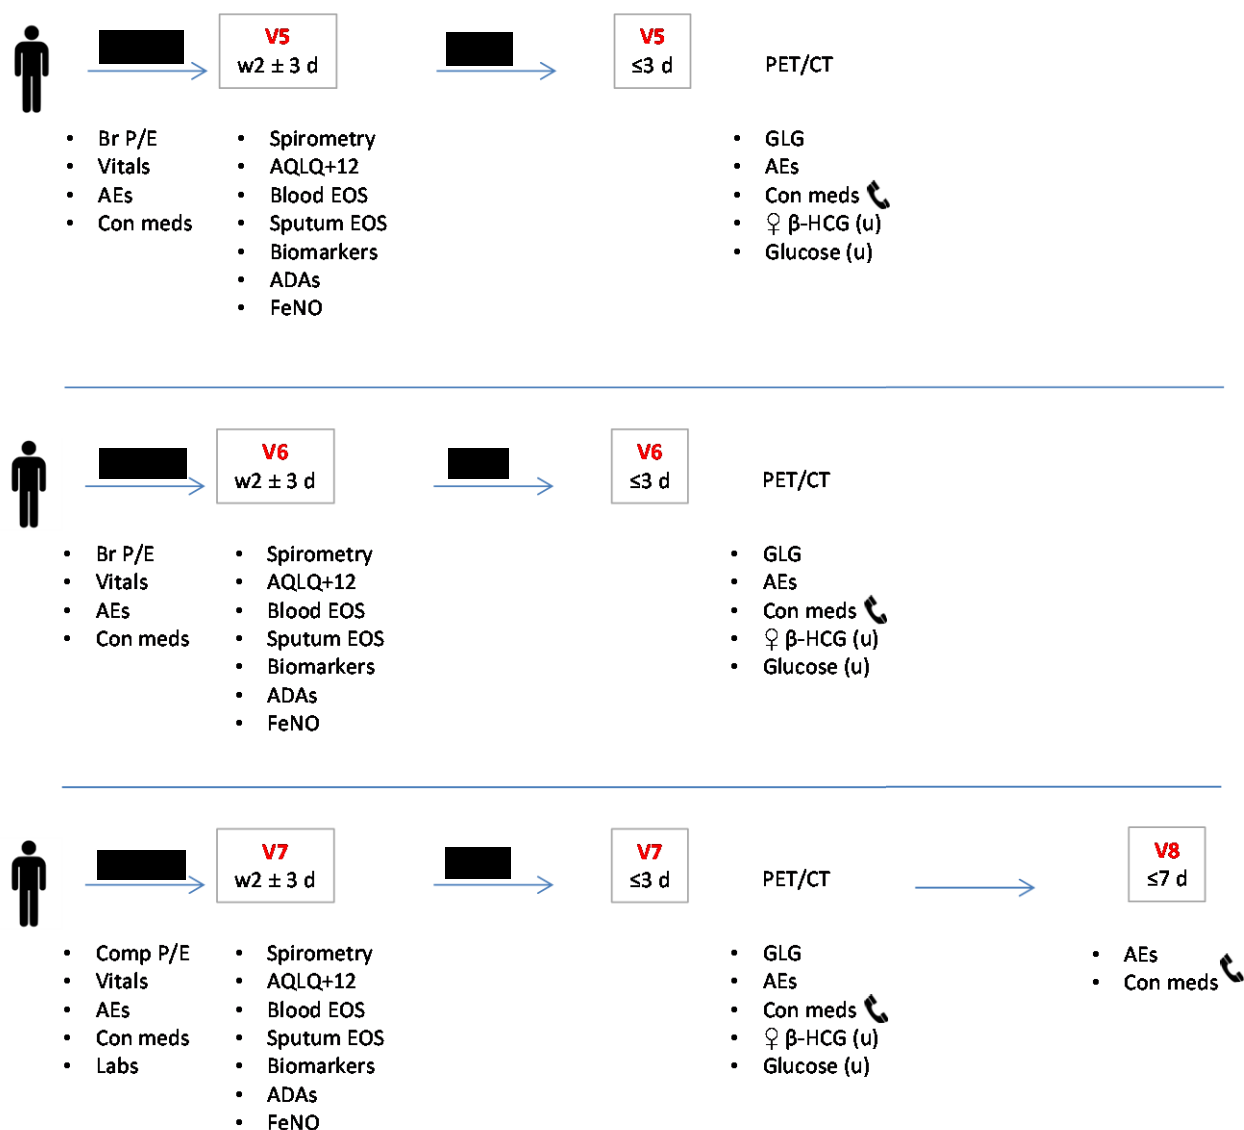 V5
w2 ± 3 d
V5
≤3 d
PET/CT
• Br P/E
• Vitals
• AEs
• Con meds
• Spirometry
• AQLQ+12
• Blood EOS
• Sputum EOS
• Biomarkers
• ADAs
• FeNO
• GLG
• AEs
• Con meds
• ♀ β-HCG (u)
• Glucose (u)
V6
w2 ± 3 d
V6
≤3 d
PET/CT
• Br P/E
• Vitals
• AEs
• Con meds
• Spirometry
• AQLQ+12
• Blood EOS
• Sputum EOS
• Biomarkers
• ADAs
• FeNO
• GLG
• AEs
• Con meds
• ♀ β-HCG (u)
• Glucose (u)
V7
w2 ± 3 d
V7
≤3 d
PET/CT
V8
≤7 d
• Comp P/E
• Vitals
• AEs
• Con meds
• Labs
• Spirometry
• AQLQ+12
• Blood EOS
• Sputum EOS
• Biomarkers
• ADAs
• FeNO
• GLG
• AEs
• Con meds
• ♀ β-HCG (u)
• Glucose (u)
• AEs
• Con meds